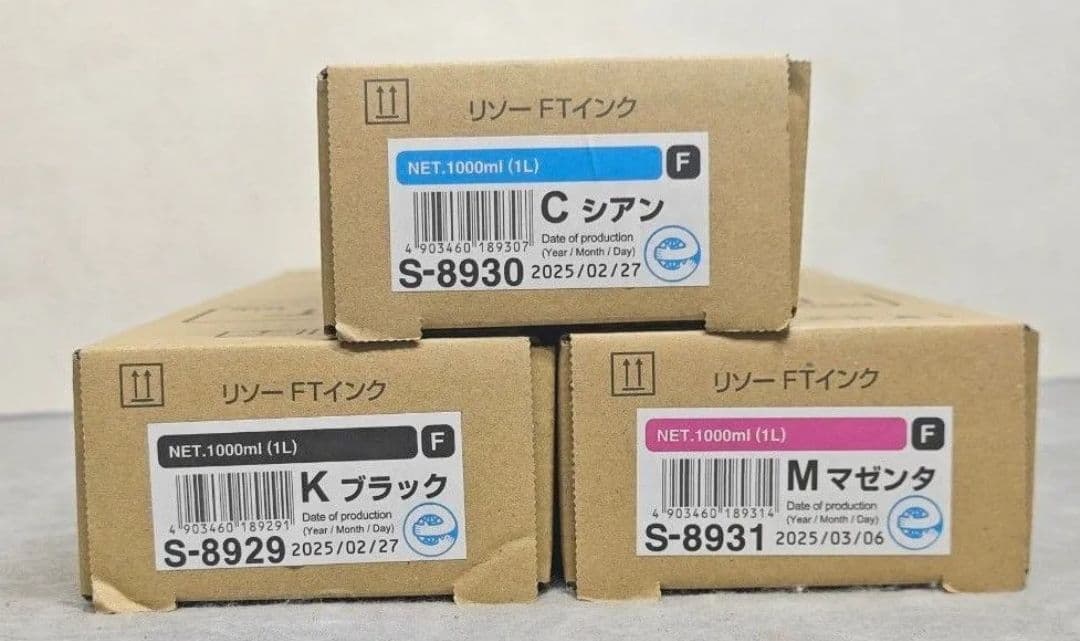 リソー FTインク
NET.1000ml (1L) F
C シアン
4 903460 189307
Date of production
(Year / Month / Day)
S-8930 2025/02/27
リソー FTインク
NET.1000ml (1L) F
K ブラック
4 903460 189291
Date of production
(Year / Month / Day)
S-8929 2025/02/27
リソー FTインク
NET.1000ml (1L) F
M マゼンタ
4 903460 189314
Date of production
(Year / Month / Day)
S-8931 2025/03/06